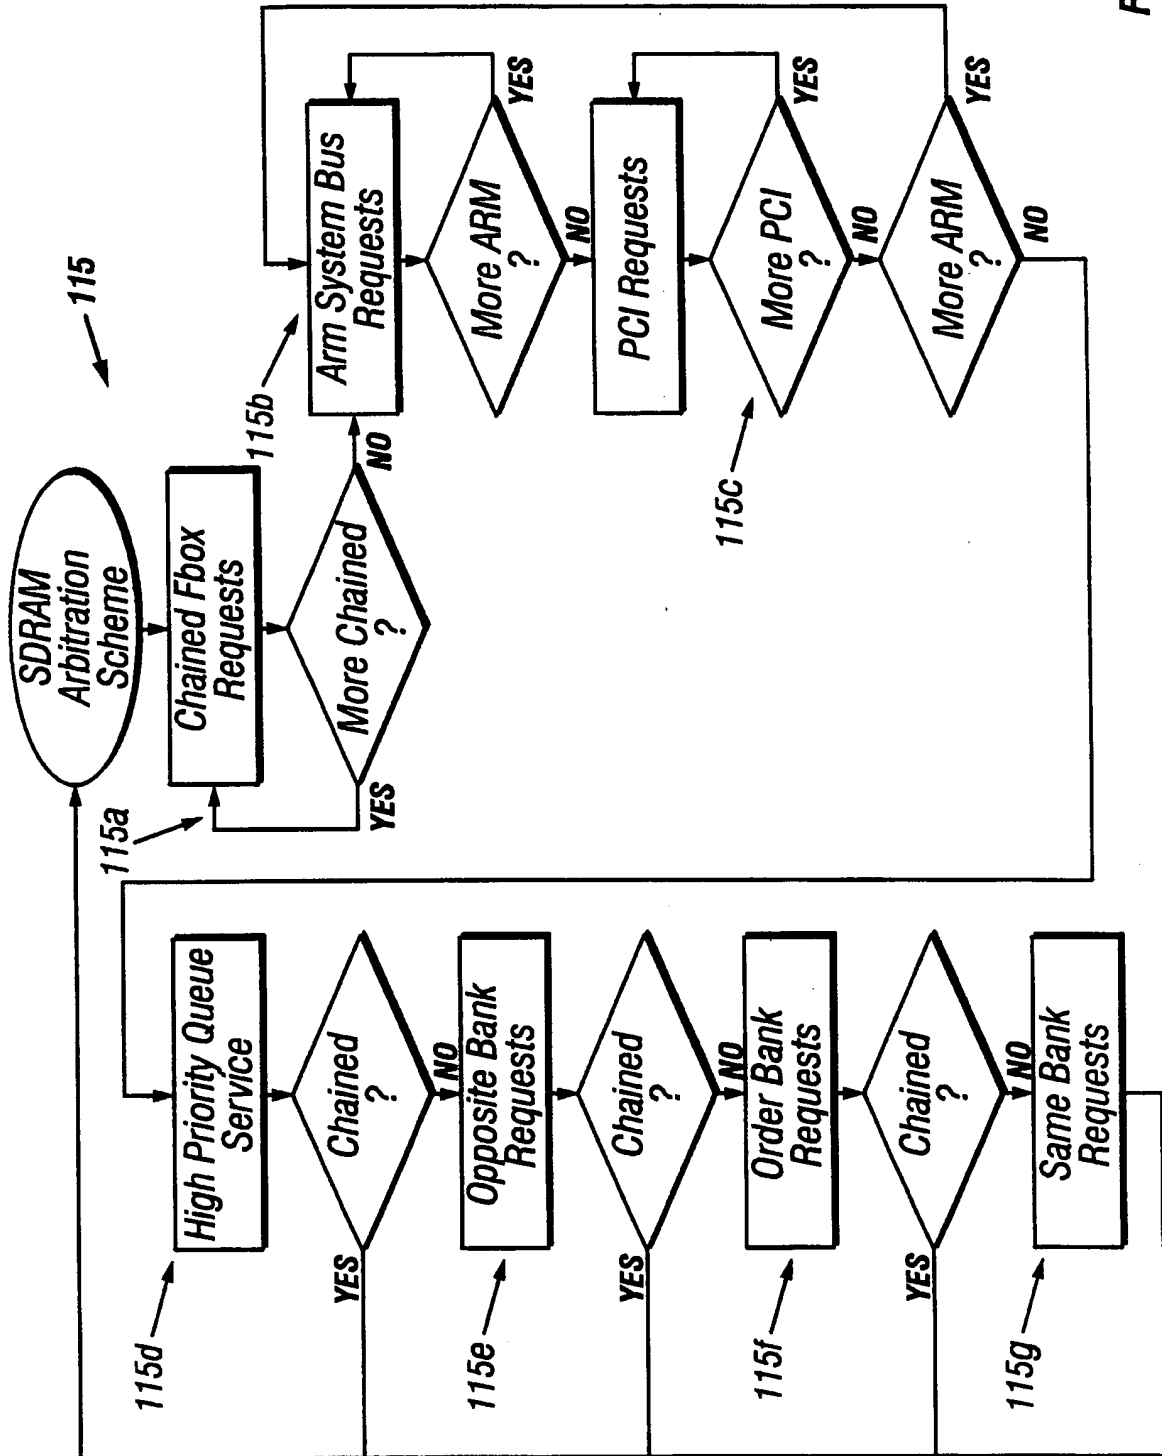 115
SDRAM
Arbitration
Scheme
115a
Chained Fbox
Requests
More Chained
?
YES
NO
115b
Arm System Bus
Requests
More ARM
?
YES
NO
PCI Requests
115c
More PCI
?
YES
NO
More ARM
?
YES
NO
115d
High Priority Queue
Service
Chained
?
YES
NO
115e
Opposite Bank
Requests
Chained
?
YES
NO
115f
Order Bank
Requests
Chained
?
YES
NO
115g
Same Bank
Requests